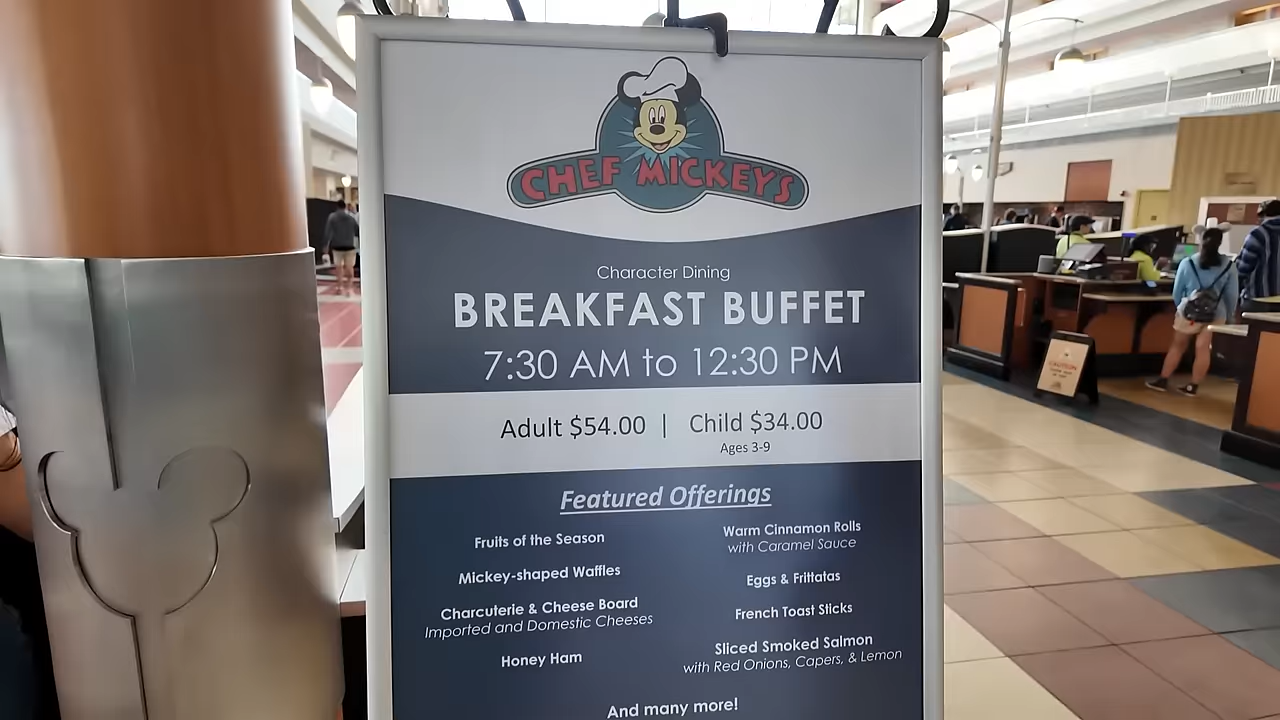 CHEF MICKEY'S
Character Dining
BREAKFAST BUFFET
7:30 AM to 12:30 PM
Adult $54.00 | Child $34.00
Ages 3-9
Featured Offerings
Fruits of the Season
Mickey-shaped Waffles
Charcuterie & Cheese Board
Imported and Domestic Cheeses
Honey Ham
Warm Cinnamon Rolls
with Caramel Sauce
Eggs & Frittatas
French Toast Sticks
Sliced Smoked Salmon
with Red Onions, Capers, & Lemon
And many more!
CAUTION